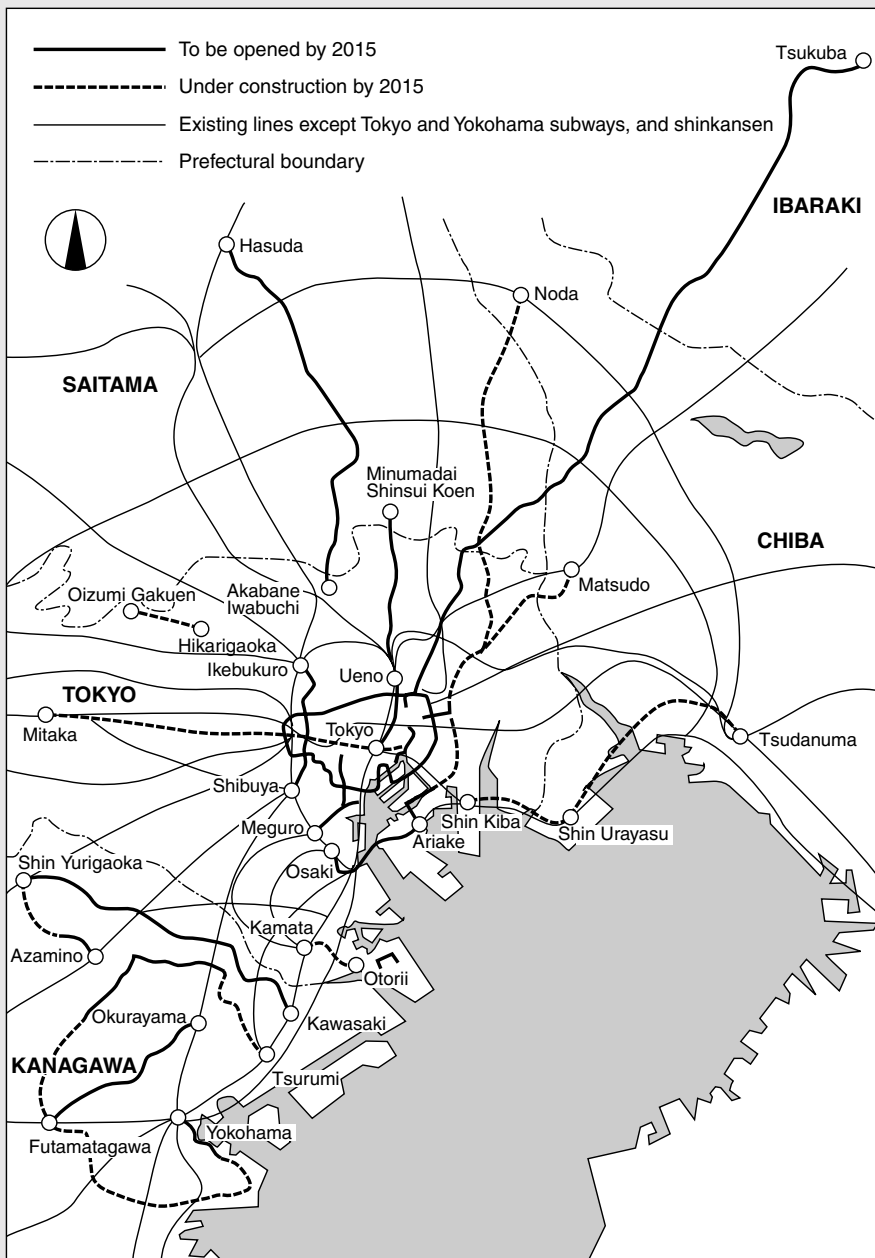 To be opened by 2015
Tsukuba
Under construction by 2015
Existing lines except Tokyo and Yokohama subways, and shinkansen
Prefectural boundary
IBARAKI
Hasuda
Noda
SAITAMA
Minumadai
Shinsui Koen
CHIBA
Akabane
Iwabuchi
Matsudo
Oizumi Gakuen
Hikarigaoka
Ikebukuro
Ueno
TOKYO
Mitaka
Tokyo
Tsudanuma
Shibuya
Shin Kiba
Shin Urayasu
Meguro
Ariake
Osaki
Shin Yurigaoka
Kamata
Azamino
Otorii
Okurayama
Kawasaki
KANAGAWA
Tsurumi
Yokohama
Futamatagawa